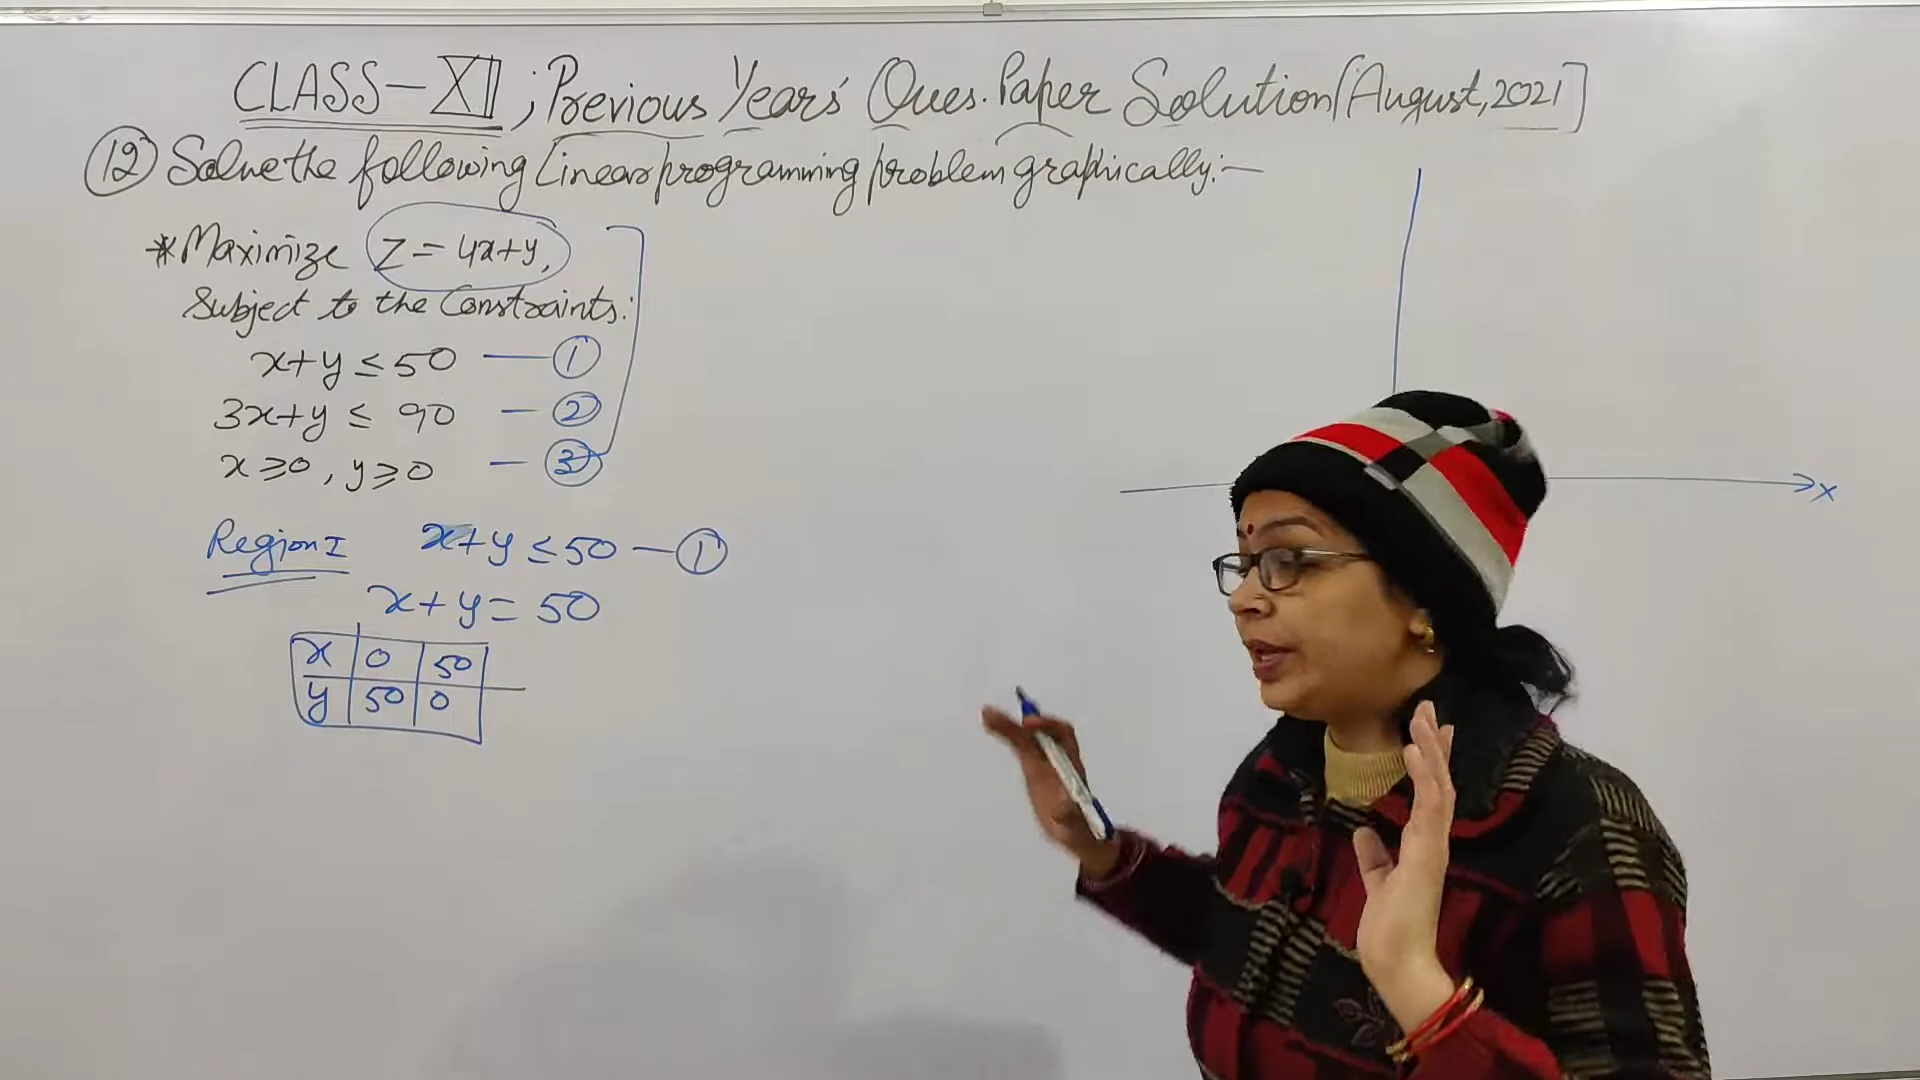 CLASS-XII; Previous Years' Ques. Paper Solution[August, 2021]
(12) Solve the following Linear programming problem graphically:-
*Maximize Z = 4x+y,
Subject to the Constraints:
x+y ≤ 50 — (1)
3x+y ≤ 90 — (2)
x ≥ 0, y ≥ 0 — (3)
Region I x+y ≤ 50 — (1)
x+y = 50
x 0 50
y 50 0
x